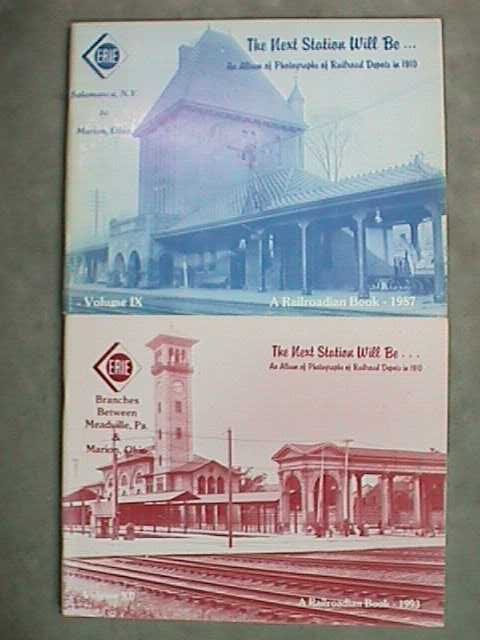 ERIE
The Next Station Will Be ...
An Album of Photographs of Railroad Depots in 1910
Salamanca, N.Y.
to
Marion, Ohio
- Volume IX
A Railroadian Book - 1987
ERIE
The Next Station Will Be ...
An Album of Photographs of Railroad Depots in 1910
Branches
Between
Meadville, Pa.
&
Marion, Ohio
Volume
A Railroadian Book - 1993